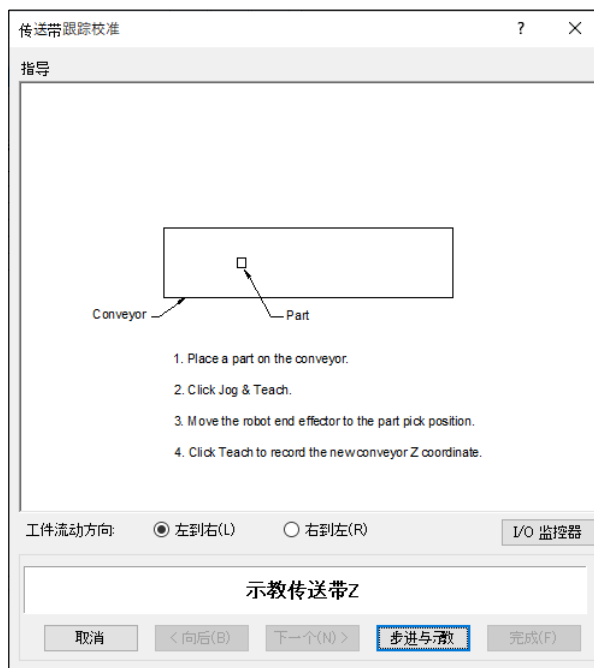 传送带跟踪校准
?
×
指导
Conveyor
Part
1. Place a part on the conveyor.
2. Click Jog & Teach.
3. Move the robot end effector to the part pick position.
4. Click Teach to record the new conveyor Z coordinate.
工件流动方向: 左到右(L) 右到左(R) I/O 监控器
示教传送带Z
取消 < 向后(B) 下一个(N) > 步进与示教 完成(F)